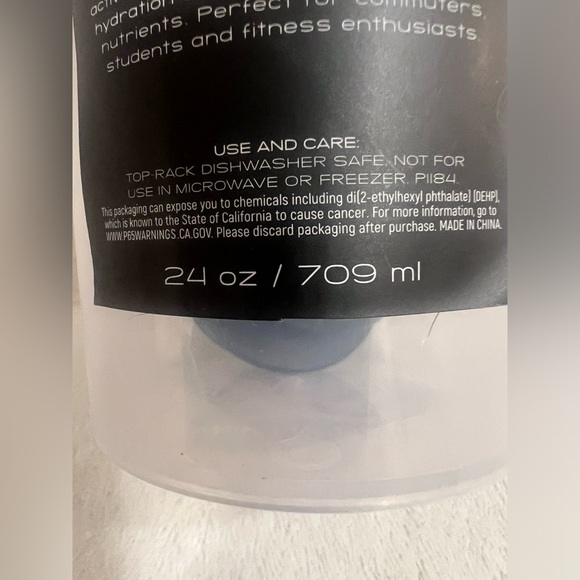 hydration
nutrients. Perfect for commuters,
students and fitness enthusiasts.
USE AND CARE:
TOP-RACK DISHWASHER SAFE. NOT FOR
USE IN MICROWAVE OR FREEZER. P1184.
This packaging can expose you to chemicals including di(2-ethylhexyl phthalate) (DEHP),
which is known to the State of California to cause cancer. For more information, go to
WWW.P65WARNINGS.CA.GOV. Please discard packaging after purchase. MADE IN CHINA.
24 oz / 709 ml